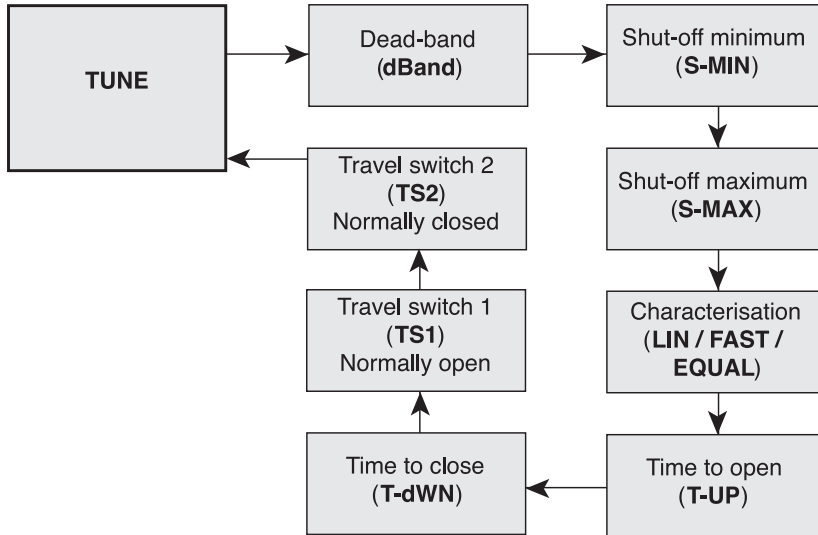 TUNE
Dead-band
(dBand)
Shut-off minimum
(S-MIN)
Shut-off maximum
(S-MAX)
Characterisation
(LIN / FAST /
EQUAL)
Time to open
(T-UP)
Time to close
(T-dWN)
Travel switch 1
(TS1)
Normally open
Travel switch 2
(TS2)
Normally closed